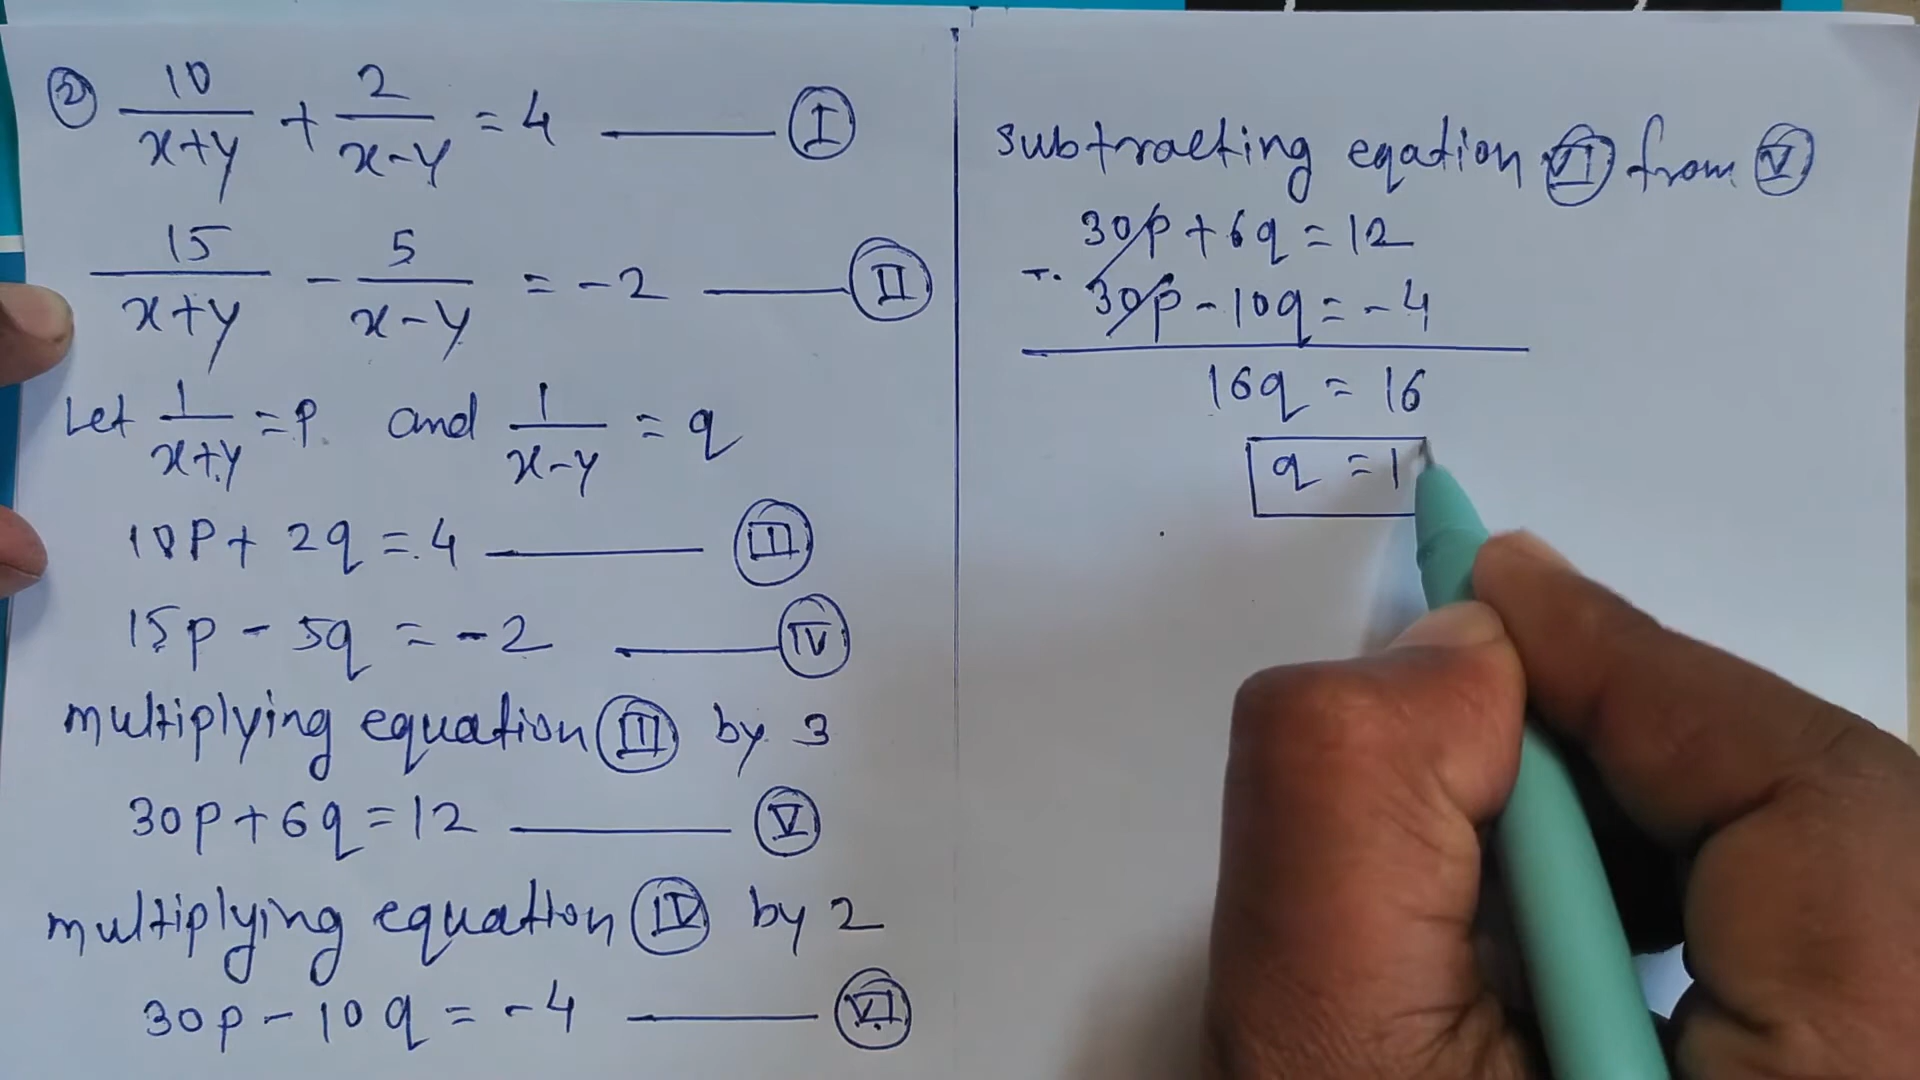 ② 10/(x+y) + 2/(x-y) = 4 —— Ⓘ
15/(x+y) - 5/(x-y) = -2 —— (II)
Let 1/(x+y) = p. and 1/(x-y) = q
10p + 2q = 4 —— (III)
15p - 5q = -2 —— (IV)
multiplying equation (III) by 3
30p + 6q = 12 —— (V)
multiplying equation (IV) by 2
30p - 10q = -4 —— (VI)
subtracting eqation (VI) from (V)
30p + 6q = 12
-. 30p - 10q = -4
16q = 16
q = 1